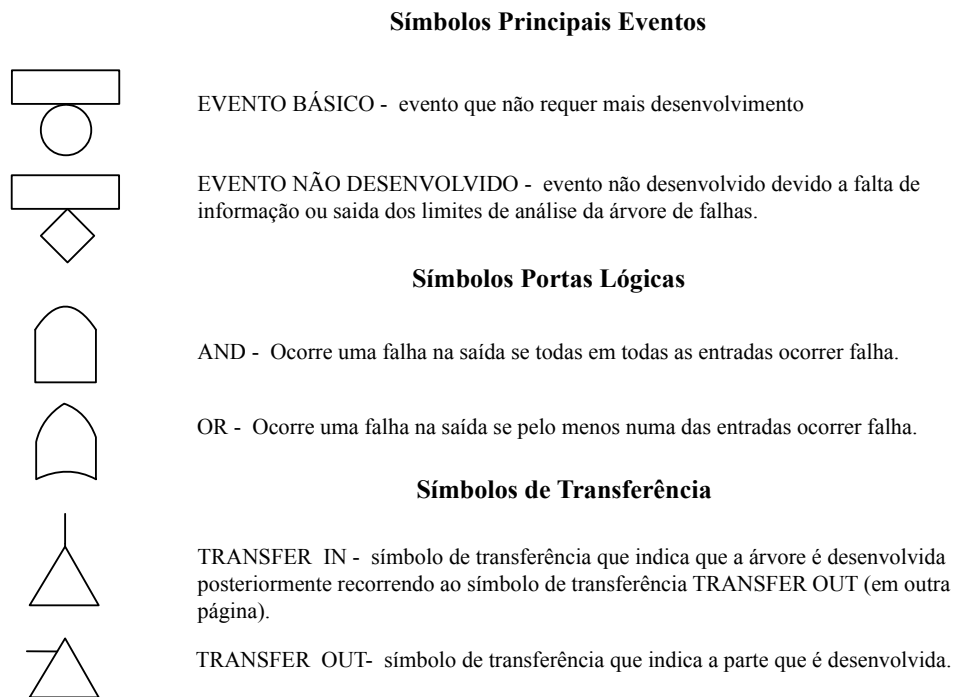 Símbolos Principais Eventos
EVENTO BÁSICO - evento que não requer mais desenvolvimento
EVENTO NÃO DESENVOLVIDO - evento não desenvolvido devido a falta de
informação ou saida dos limites de análise da árvore de falhas.
Símbolos Portas Lógicas
AND - Ocorre uma falha na saída se todas em todas as entradas ocorrer falha.
OR - Ocorre uma falha na saída se pelo menos numa das entradas ocorrer falha.
Símbolos de Transferência
TRANSFER IN - símbolo de transferência que indica que a árvore é desenvolvida
posteriormente recorrendo ao símbolo de transferência TRANSFER OUT (em outra
página).
TRANSFER OUT- símbolo de transferência que indica a parte que é desenvolvida.